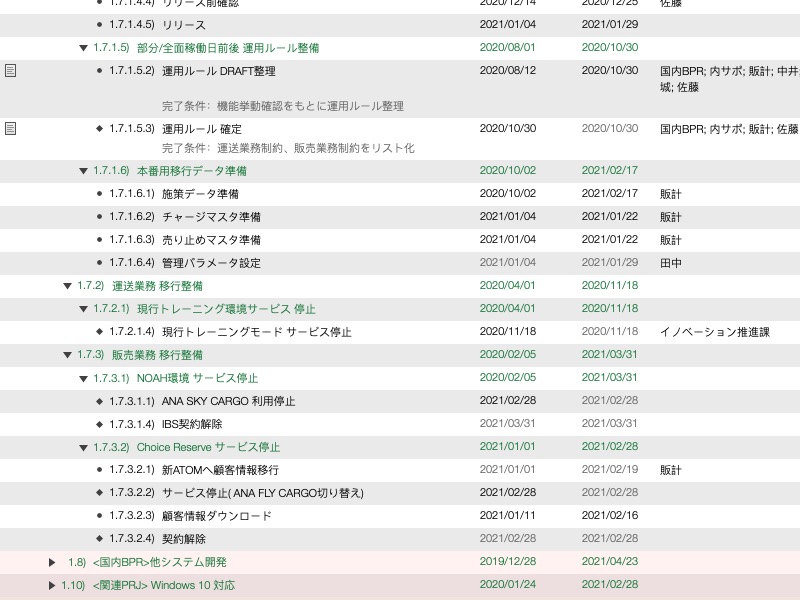 1.7.1.4.4) リリース前確認 2020/12/14 2020/12/25 佐藤
1.7.1.4.5) リリース 2021/01/04 2021/01/29
1.7.1.5) 部分/全面稼働日前後 運用ルール整備 2020/08/01 2020/10/30
1.7.1.5.2) 運用ルール DRAFT整理 2020/08/12 2020/10/30 国内BPR; 内サポ; 販計; 中井;
城; 佐藤
完了条件: 機能挙動確認をもとに運用ルール整理
1.7.1.5.3) 運用ルール 確定 2020/10/30 2020/10/30 国内BPR; 内サポ; 販計; 佐藤
完了条件: 運送業務制約、販売業務制約をリスト化
1.7.1.6) 本番用移行データ準備 2020/10/02 2021/02/17
1.7.1.6.1) 施策データ準備 2020/10/02 2021/02/17 販計
1.7.1.6.2) チャージマスタ準備 2021/01/04 2021/01/22 販計
1.7.1.6.3) 売り止めマスタ準備 2021/01/04 2021/01/22 販計
1.7.1.6.4) 管理パラメータ設定 2021/01/04 2021/01/29 田中
1.7.2) 運送業務 移行整備 2020/04/01 2020/11/18
1.7.2.1) 現行トレーニング環境サービス 停止 2020/04/01 2020/11/18
1.7.2.1.4) 現行トレーニングモード サービス停止 2020/11/18 2020/11/18 イノベーション推進課
1.7.3) 販売業務 移行整備 2020/02/05 2021/03/31
1.7.3.1) NOAH環境 サービス停止 2020/02/05 2021/03/31
1.7.3.1.1) ANA SKY CARGO 利用停止 2021/02/28 2021/02/28
1.7.3.1.4) IBS契約解除 2021/03/31 2021/03/31
1.7.3.2) Choice Reserve サービス停止 2021/01/01 2021/02/28
1.7.3.2.1) 新ATOMへ顧客情報移行 2021/01/01 2021/02/19 販計
1.7.3.2.2) サービス停止( ANA FLY CARGO切り替え) 2021/02/28 2021/02/28
1.7.3.2.3) 顧客情報ダウンロード 2021/01/11 2021/02/16
1.7.3.2.4) 契約解除 2021/02/28 2021/02/28
1.8) <国内BPR>他システム開発 2019/12/28 2021/04/23
1.10) <関連PRJ> Windows 10 対応 2020/01/24 2021/02/28